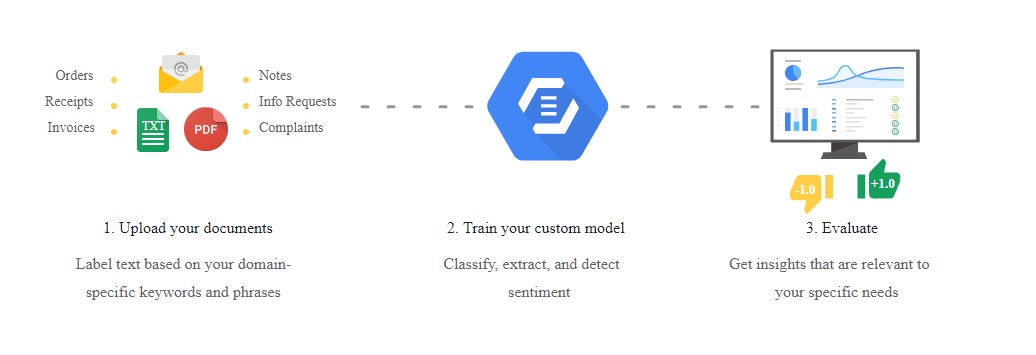 Orders
Receipts
Invoices
@
TXT
PDF
Notes
Info Requests
Complaints
-1.0
+1.0
1. Upload your documents
Label text based on your domain-
specific keywords and phrases
2. Train your custom model
Classify, extract, and detect
sentiment
3. Evaluate
Get insights that are relevant to
your specific needs